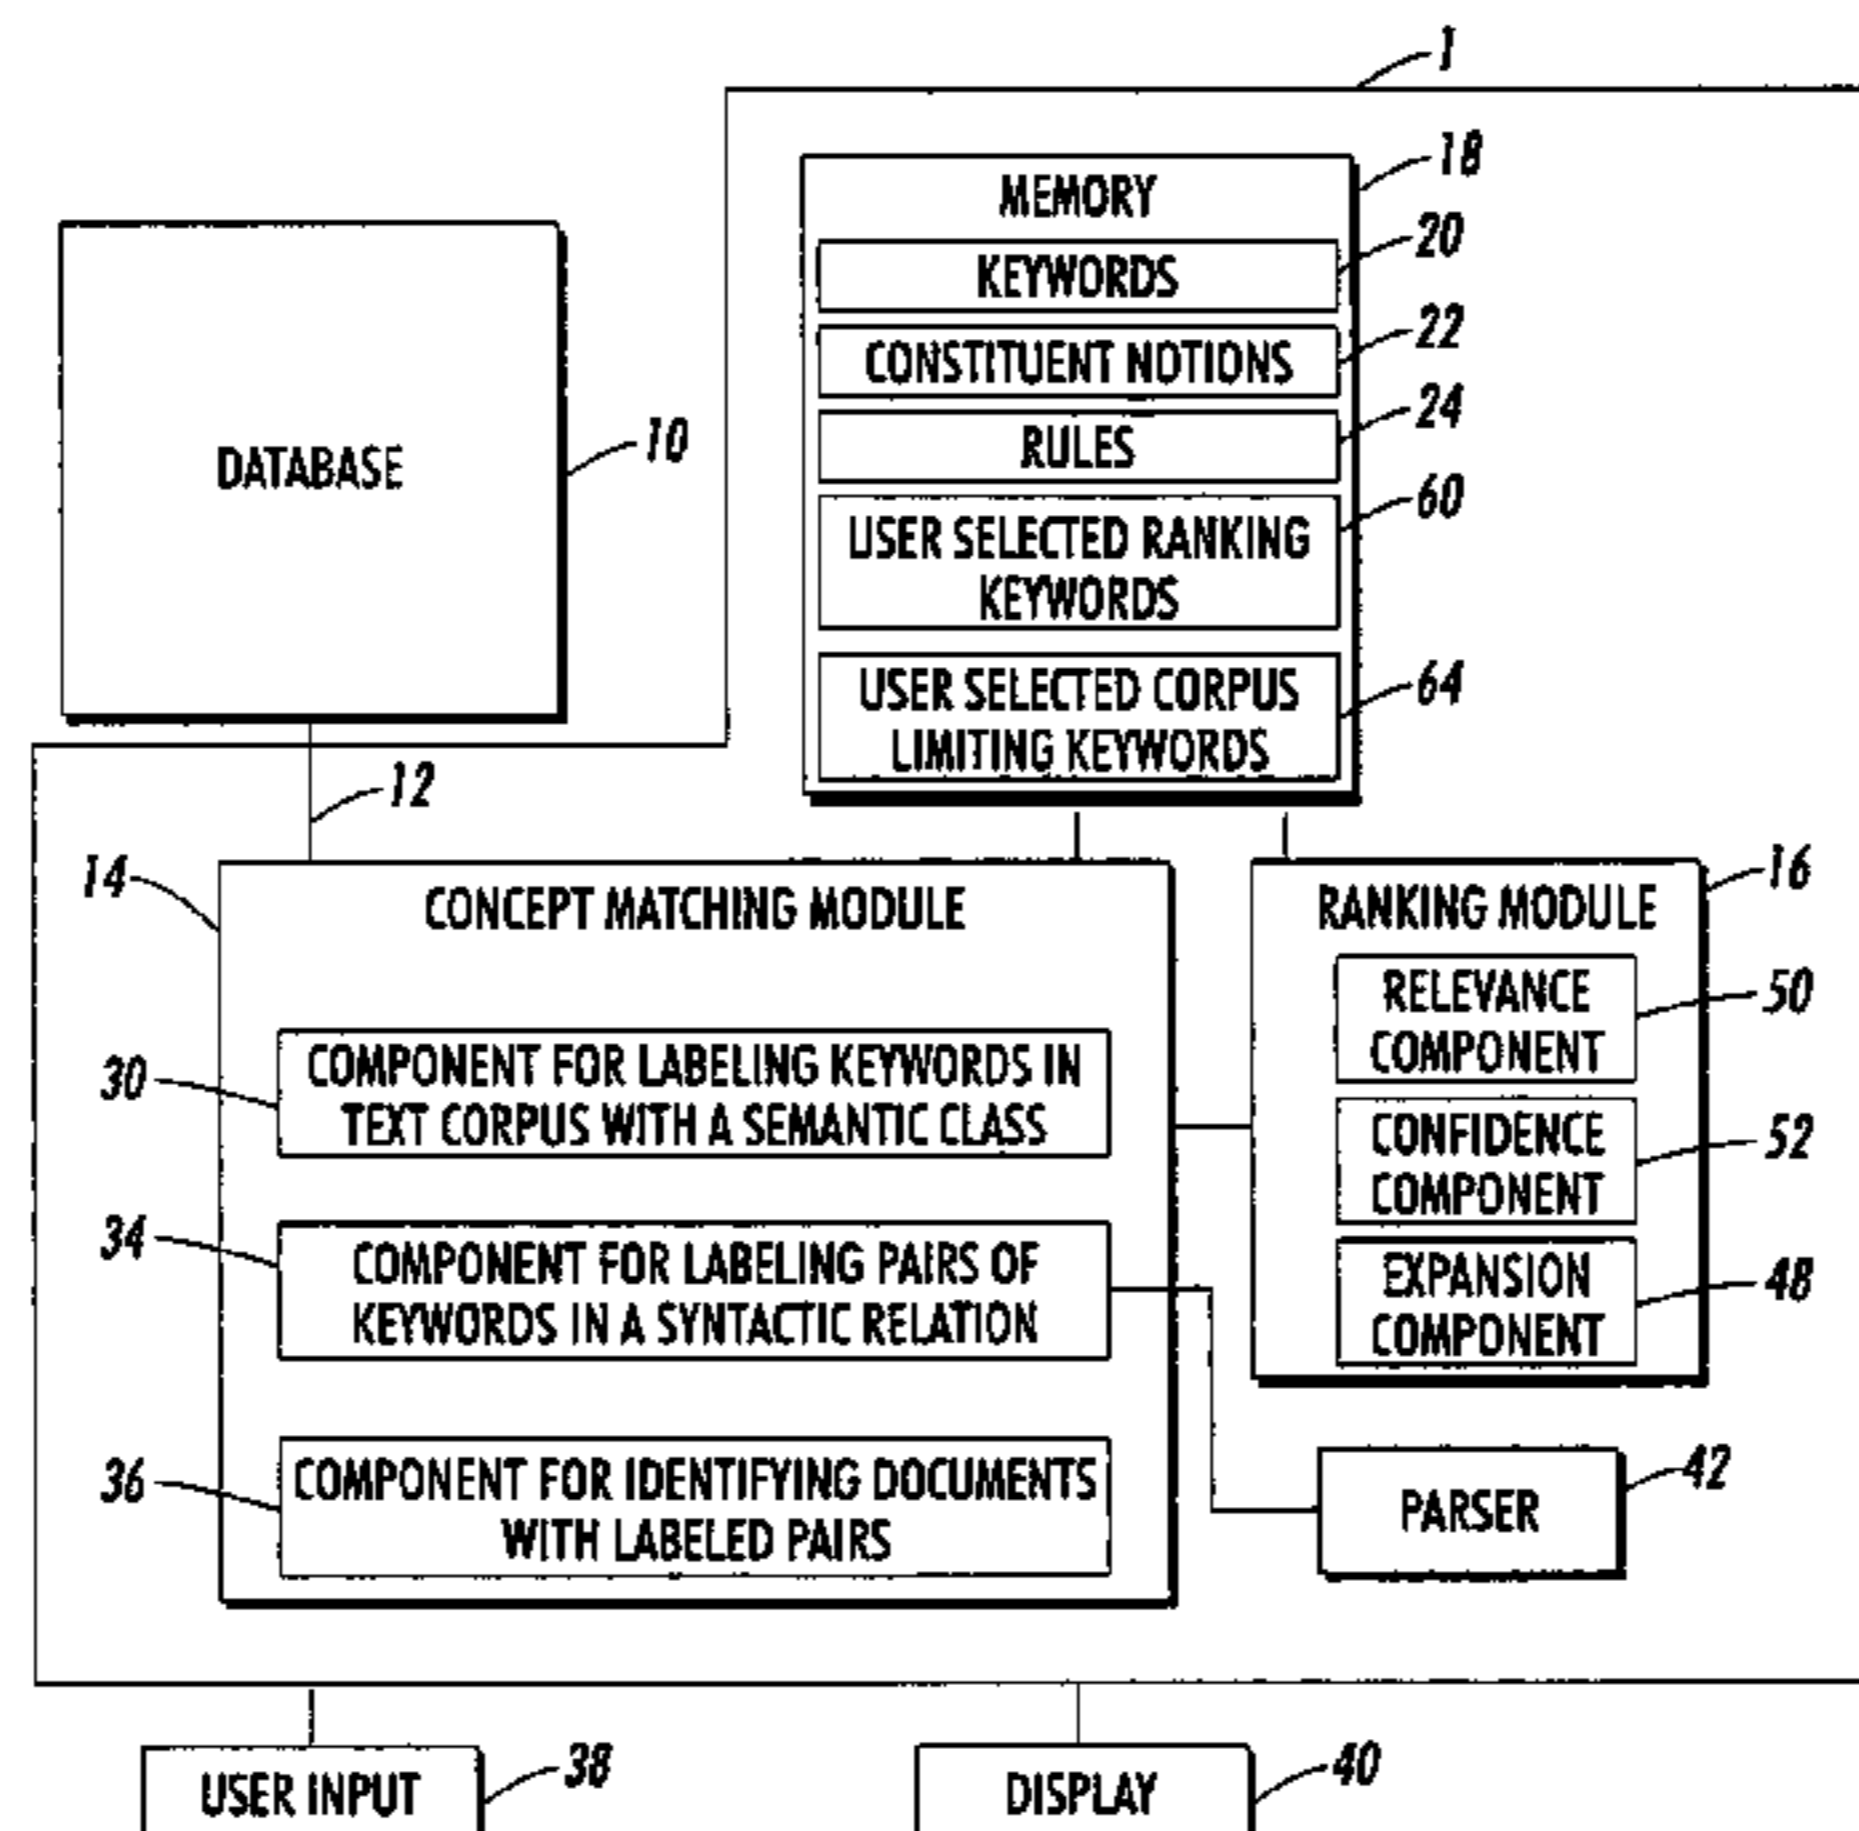 1
MEMORY
18
KEYWORDS
20
CONSTITUENT NOTIONS
22
RULES
24
USER SELECTED RANKING
KEYWORDS
60
USER SELECTED CORPUS
LIMITING KEYWORDS
64
DATABASE
10
12
14
CONCEPT MATCHING MODULE
30
COMPONENT FOR LABELING KEYWORDS IN
TEXT CORPUS WITH A SEMANTIC CLASS
34
COMPONENT FOR LABELING PAIRS OF
KEYWORDS IN A SYNTACTIC RELATION
36
COMPONENT FOR IDENTIFYING DOCUMENTS
WITH LABELED PAIRS
RANKING MODULE
16
RELEVANCE
COMPONENT
50
CONFIDENCE
COMPONENT
52
EXPANSION
COMPONENT
48
PARSER
42
USER INPUT
38
DISPLAY
40